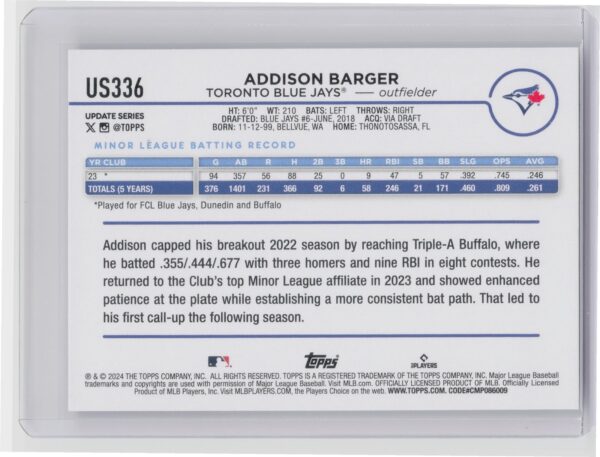 US336
ADDISON BARGER
TORONTO BLUE JAYS® — outfielder
UPDATE SERIES
@TOPPS
HT: 6'0" WT: 210 BATS: LEFT THROWS: RIGHT
DRAFTED: BLUE JAYS #6-JUNE, 2018 ACQ: VIA DRAFT
BORN: 11-12-99, BELLVUE, WA HOME: THONOTOSASSA, FL
MINOR LEAGUE BATTING RECORD
YR CLUB G AB R H 2B 3B HR RBI SB BB SLG OPS AVG
23 * 94 357 56 88 25 0 9 47 5 57 .392 .745 .246
TOTALS (5 YEARS) 376 1401 231 366 92 6 58 246 21 171 .460 .809 .261
*Played for FCL Blue Jays, Dunedin and Buffalo
Addison capped his breakout 2022 season by reaching Triple-A Buffalo, where
he batted .355/.444/.677 with three homers and nine RBI in eight contests. He
returned to the Club's top Minor League affiliate in 2023 and showed enhanced
patience at the plate while establishing a more consistent bat path. That led to
his first call-up the following season.
Topps
PLAYERS
® & © 2024 THE TOPPS COMPANY, INC. ALL RIGHTS RESERVED. TOPPS IS A REGISTERED TRADEMARK OF THE TOPPS COMPANY, INC. Major League Baseball
trademarks and copyrights are used with permission of Major League Baseball. Visit MLB.com. OFFICIALLY LICENSED PRODUCT OF MLB. Officially Licensed
Product of MLB Players, Inc. Visit MLBPLAYERS.COM, the Players Choice on the web. WWW.TOPPS.COM. CODE#CMP086009